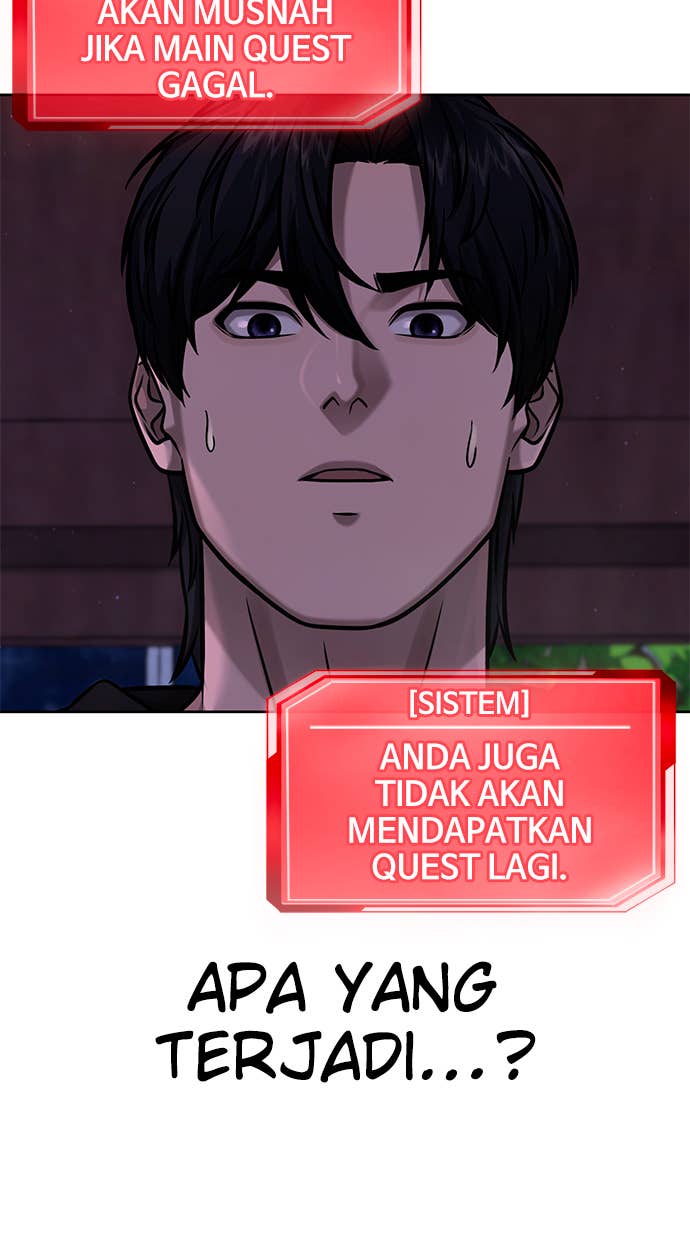 AKAN MUSNAH
JIKA MAIN QUEST
GAGAL.
[SISTEM]
ANDA JUGA
TIDAK AKAN
MENDAPATKAN
QUEST LAGI.
APA YANG
TERJADI...?